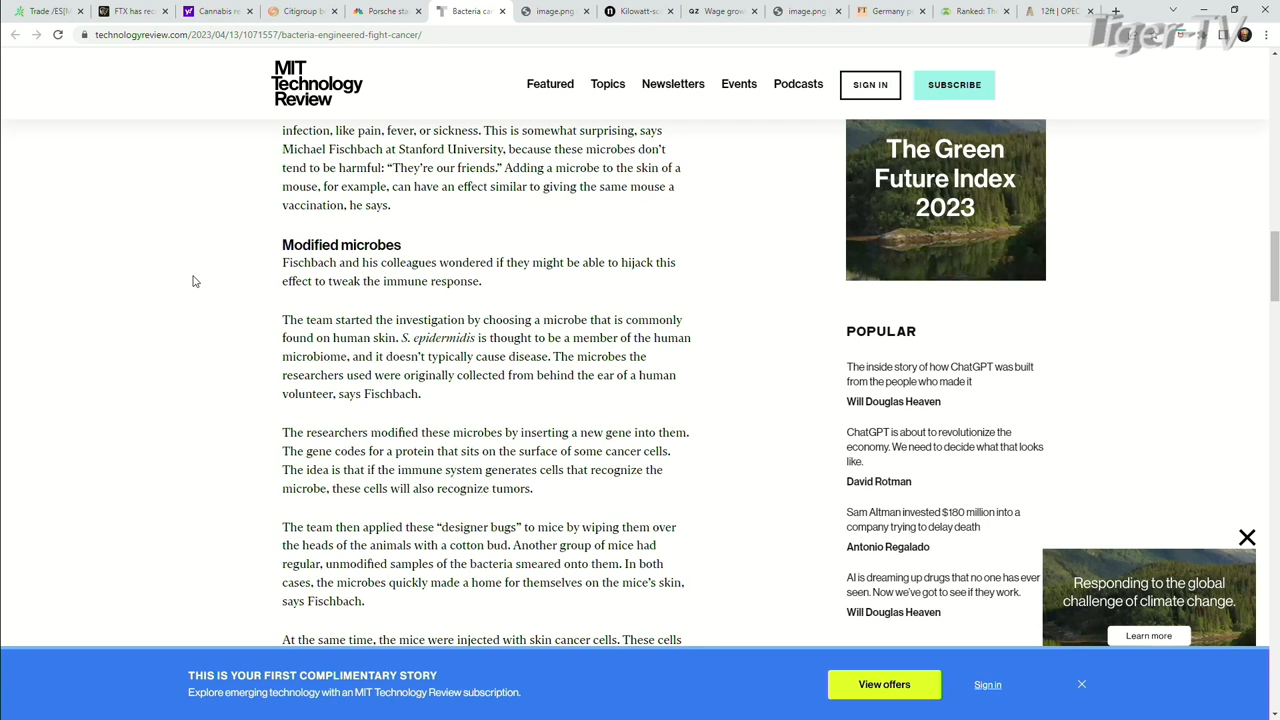 Trade /ES[M
FTX has rec
Cannabis re
Stock chart
Bacteria ca
image.png
Kilowatt-sc
Warren Buf
image.png
Germany
Table | PIEC
Tiger-TV
technologyreview.com/2023/04/13/1071557/bacteria-engineered-fight-cancer/
MIT
Technology
Review
Featured
Topics
Newsletters
Events
Podcasts
SIGN IN
SUBSCRIBE
infection, like pain, fever, or sickness. This is somewhat surprising, says
Michael Fischbach at Stanford University, because these microbes don’t
tend to be harmful: “They’re our friends.” Adding a microbe to the skin of a
mouse, for example, can have an effect similar to giving the same mouse a
vaccination, he says.
Modified microbes
Fischbach and his colleagues wondered if they might be able to hijack this
effect to tweak the immune response.
The team started the investigation by choosing a microbe that is commonly
found on human skin. S. epidermidis is thought to be a member of the human
microbiome, and it doesn’t typically cause disease. The microbes the
researchers used were originally collected from behind the ear of a human
volunteer, says Fischbach.
The researchers modified these microbes by inserting a new gene into them.
The gene codes for a protein that sits on the surface of some cancer cells.
The idea is that if the immune system generates cells that recognize the
microbe, these cells will also recognize tumors.
The team then applied these “designer bugs” to mice by wiping them over
the heads of the animals with a cotton bud. Another group of mice had
regular, unmodified samples of the bacteria smeared onto them. In both
cases, the microbes quickly made a home for themselves on the mice’s skin,
says Fischbach.
At the same time, the mice were injected with skin cancer cells. These cells
The Green
Future Index
2023
POPULAR
The inside story of how ChatGPT was built
from the people who made it
Will Douglas Heaven
ChatGPT is about to revolutionize the
economy. We need to decide what that looks
like.
David Rotman
Sam Altman invested $180 million into a
company trying to delay death
Antonio Regalado
AI is dreaming up drugs that no one has ever
seen. Now we’ve got to see if they work.
Will Douglas Heaven
Responding to the global
challenge of climate change.
Learn more
THIS IS YOUR FIRST COMPLIMENTARY STORY
Explore emerging technology with an MIT Technology Review subscription.
View offers
Sign in